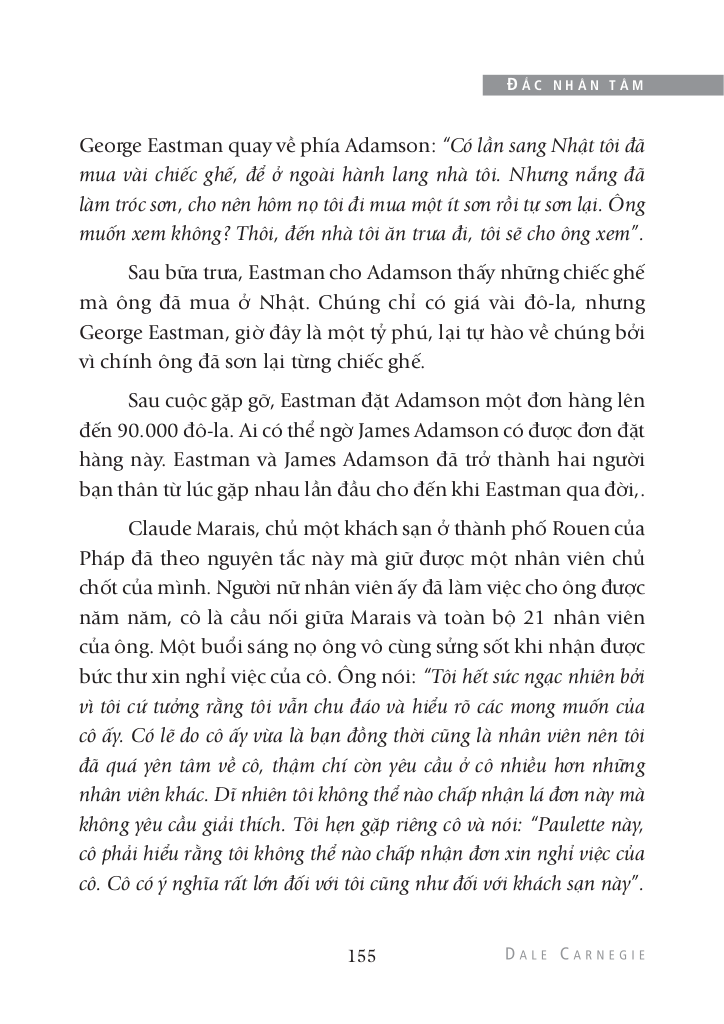 ĐẮC NHÂN TÂM
George Eastman quay về phía Adamson: “Có lần sang Nhật tôi đã
mua vài chiếc ghế, để ở ngoài hành lang nhà tôi. Nhưng nắng đã
làm tróc sơn, cho nên hôm nọ tôi đi mua một ít sơn rồi tự sơn lại. Ông
muốn xem không? Thôi, đến nhà tôi ăn trưa đi, tôi sẽ cho ông xem”.
Sau bữa trưa, Eastman cho Adamson thấy những chiếc ghế
mà ông đã mua ở Nhật. Chúng chỉ có giá vài đô-la, nhưng
George Eastman, giờ đây là một tỷ phú, lại tự hào về chúng bởi
vì chính ông đã sơn lại từng chiếc ghế.
Sau cuộc gặp gỡ, Eastman đặt Adamson một đơn hàng lên
đến 90.000 đô-la. Ai có thể ngờ James Adamson có được đơn đặt
hàng này. Eastman và James Adamson đã trở thành hai người
bạn thân từ lúc gặp nhau lần đầu cho đến khi Eastman qua đời,.
Claude Marais, chủ một khách sạn ở thành phố Rouen của
Pháp đã theo nguyên tắc này mà giữ được một nhân viên chủ
chốt của mình. Người nữ nhân viên ấy đã làm việc cho ông được
năm năm, cô là cầu nối giữa Marais và toàn bộ 21 nhân viên
của ông. Một buổi sáng nọ ông vô cùng sửng sốt khi nhận được
bức thư xin nghỉ việc của cô. Ông nói: “Tôi hết sức ngạc nhiên bởi
vì tôi cứ tưởng rằng tôi vẫn chu đáo và hiểu rõ các mong muốn của
cô ấy. Có lẽ do cô ấy vừa là bạn đồng thời cũng là nhân viên nên tôi
đã quá yên tâm về cô, thậm chí còn yêu cầu ở cô nhiều hơn những
nhân viên khác. Dĩ nhiên tôi không thể nào chấp nhận lá đơn này mà
không yêu cầu giải thích. Tôi hẹn gặp riêng cô và nói: “Paulette này,
cô phải hiểu rằng tôi không thể nào chấp nhận đơn xin nghỉ việc của
cô. Cô có ý nghĩa rất lớn đối với tôi cũng như đối với khách sạn này”.
155
DALE CARNEGIE